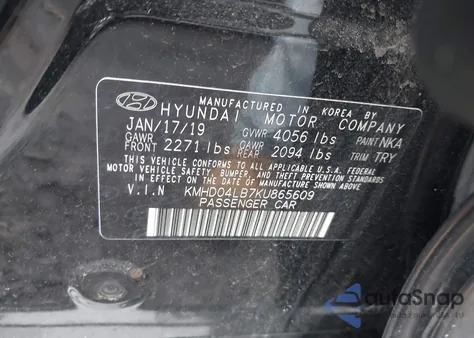 MANUFACTURED IN KOREA BY
HYUNDAI MOTOR COMPANY
JAN/17/19 GVWR 4056 lbs PAINT NKA
GAWR FRONT 2271 lbs GAWR REAR 2094 lbs TRIM TRY
THIS VEHICLE CONFORMS TO ALL APPLICABLE U.S.A FEDERAL
MOTOR VEHICLE SAFETY, BUMPER, AND THEFT PREVENTION STANDARDS
IN EFFECT ON THE DATE OF MANUFACTURE SHOWN ABOVE.
V.I.N KMHD04LB7KU865609
PASSENGER CAR
autoSnap